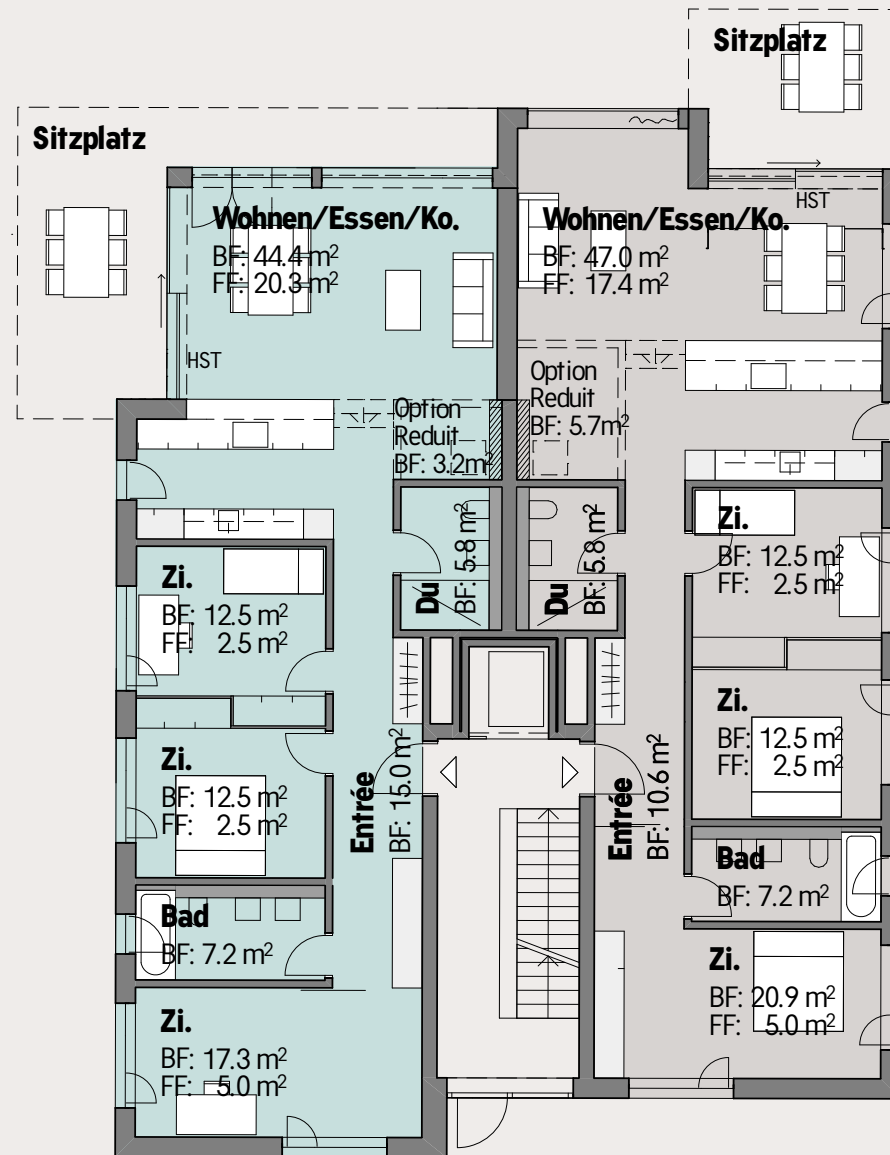 Sitzplatz
Sitzplatz
Wohnen/Essen/Ko.
BF: 44.4 m²
FF: 20.3 m²
HST
Wohnen/Essen/Ko.
BF: 47.0 m²
FF: 17.4 m²
HST
Option
Reduit
BF: 3.2m²
Option
Reduit
BF: 5.7m²
Du
BF: 5.8 m²
Du
BF: 5.8 m²
Zi.
BF: 12.5 m²
FF: 2.5 m²
Zi.
BF: 12.5 m²
FF: 2.5 m²
Zi.
BF: 12.5 m²
FF: 2.5 m²
Zi.
BF: 12.5 m²
FF: 2.5 m²
Entrée
BF: 15.0 m²
Entrée
BF: 10.6 m²
Bad
BF: 7.2 m²
Bad
BF: 7.2 m²
Zi.
BF: 17.3 m²
FF: 5.0 m²
Zi.
BF: 20.9 m²
FF: 5.0 m²